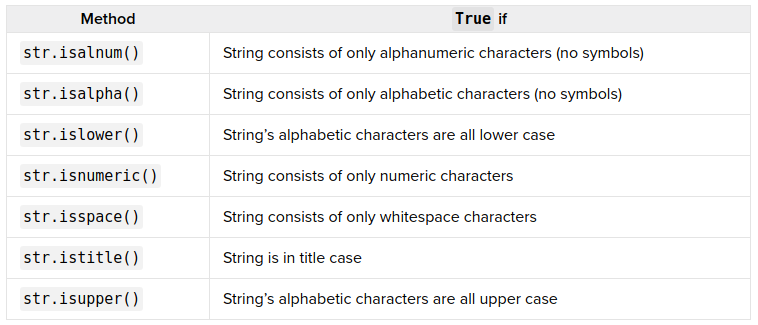 Method True if
str.isalnum() String consists of only alphanumeric characters (no symbols)
str.isalpha() String consists of only alphabetic characters (no symbols)
str.islower() String’s alphabetic characters are all lower case
str.isnumeric() String consists of only numeric characters
str.isspace() String consists of only whitespace characters
str.istitle() String is in title case
str.isupper() String’s alphabetic characters are all upper case